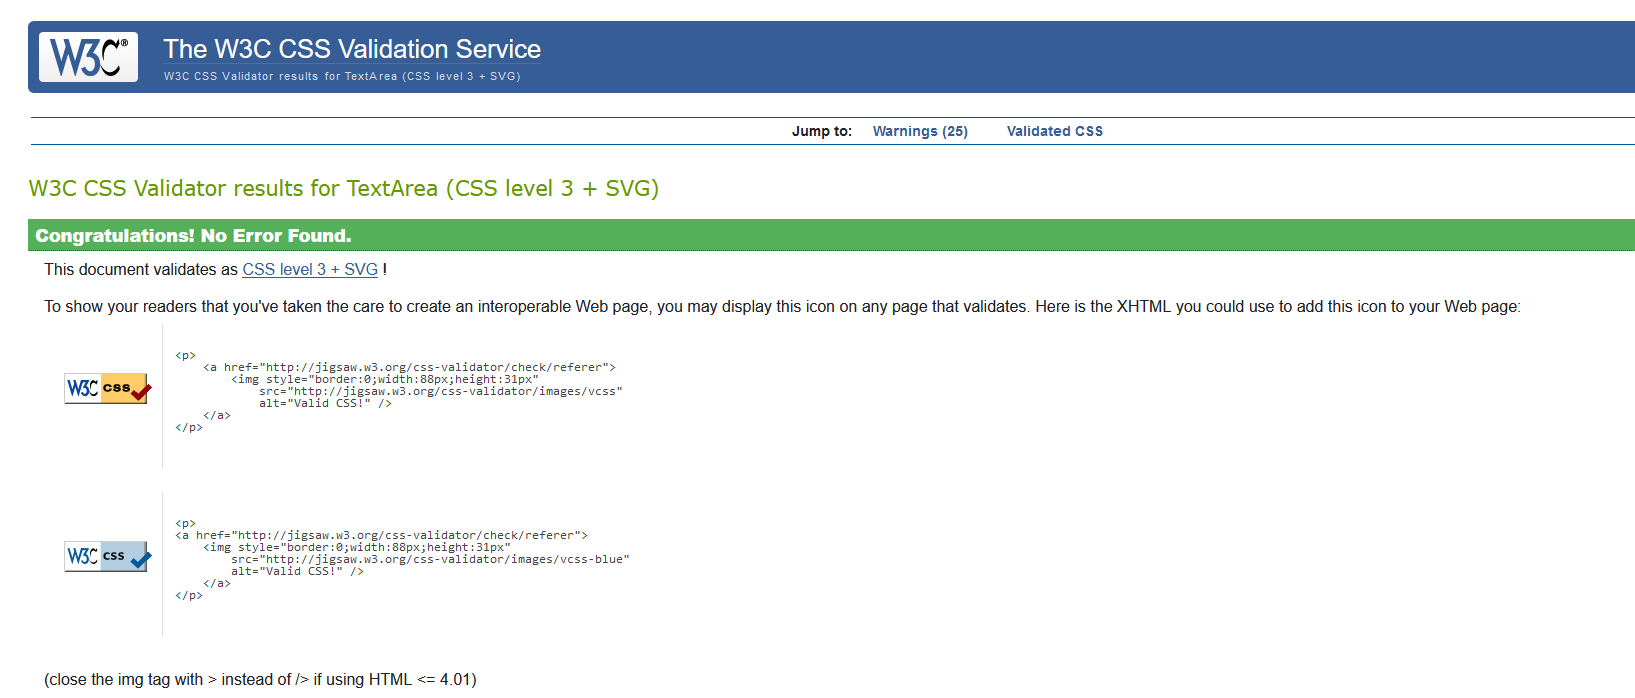 W3C®
The W3C CSS Validation Service
W3C CSS Validator results for TextArea (CSS level 3 + SVG)
Jump to: Warnings (25) Validated CSS
W3C CSS Validator results for TextArea (CSS level 3 + SVG)
Congratulations! No Error Found.
This document validates as CSS level 3 + SVG !
To show your readers that you've taken the care to create an interoperable Web page, you may display this icon on any page that validates. Here is the XHTML you could use to add this icon to your Web page:
W3C css
<p>
<a href="http://jigsaw.w3.org/css-validator/check/referer">
<img style="border:0;width:88px;height:31px"
src="http://jigsaw.w3.org/css-validator/images/vcss"
alt="Valid CSS!" />
</a>
</p>
W3C css
<p>
<a href="http://jigsaw.w3.org/css-validator/check/referer">
<img style="border:0;width:88px;height:31px"
src="http://jigsaw.w3.org/css-validator/images/vcss-blue"
alt="Valid CSS!" />
</a>
</p>
(close the img tag with > instead of /> if using HTML <= 4.01)